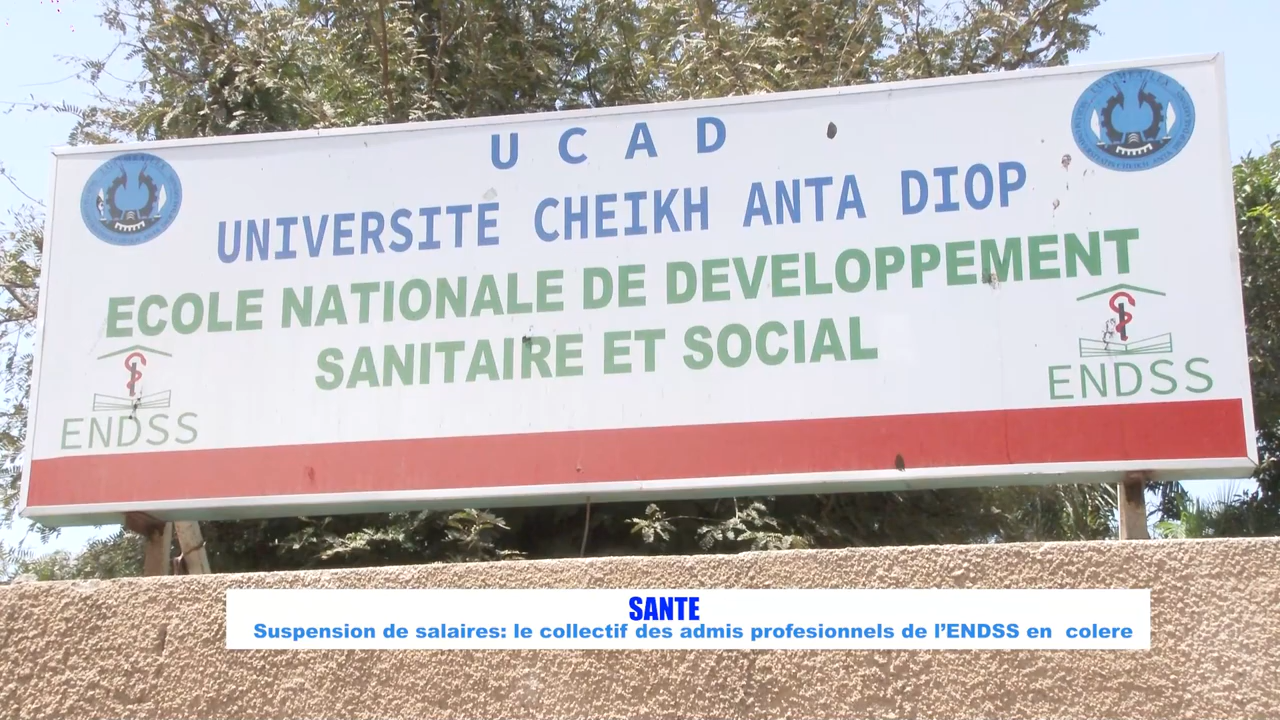 UCAD
UNIVERSITE CHEIKH ANTA DIOP
ECOLE NATIONALE DE DEVELOPPEMENT
SANITAIRE ET SOCIAL
ENDSS
ENDSS
SANTE
Suspension de salaires: le collectif des admis profesionnels de l'ENDSS en colere